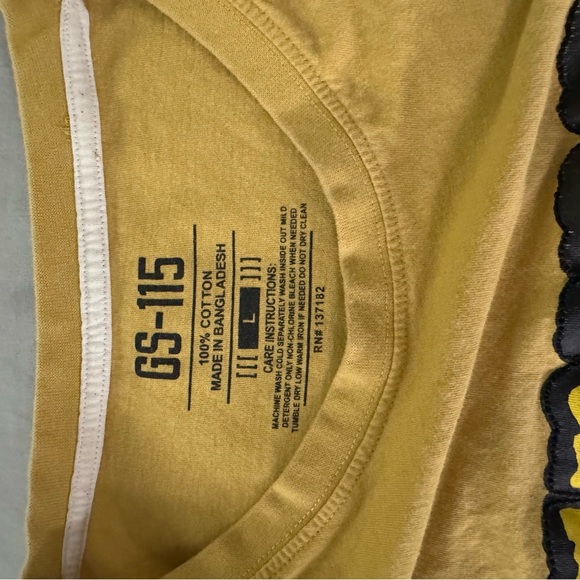 GS-115
100% COTTON
MADE IN BANGLADESH
[[[ L ]]]
CARE INSTRUCTIONS:
MACHINE WASH COLD SEPARATELY WASH INSIDE OUT MILD
DETERGENT ONLY NON-CHLORINE BLEACH WHEN NEEDED
TUMBLE DRY LOW WARM IRON IF NEEDED DO NOT DRY CLEAN
RN# 137182